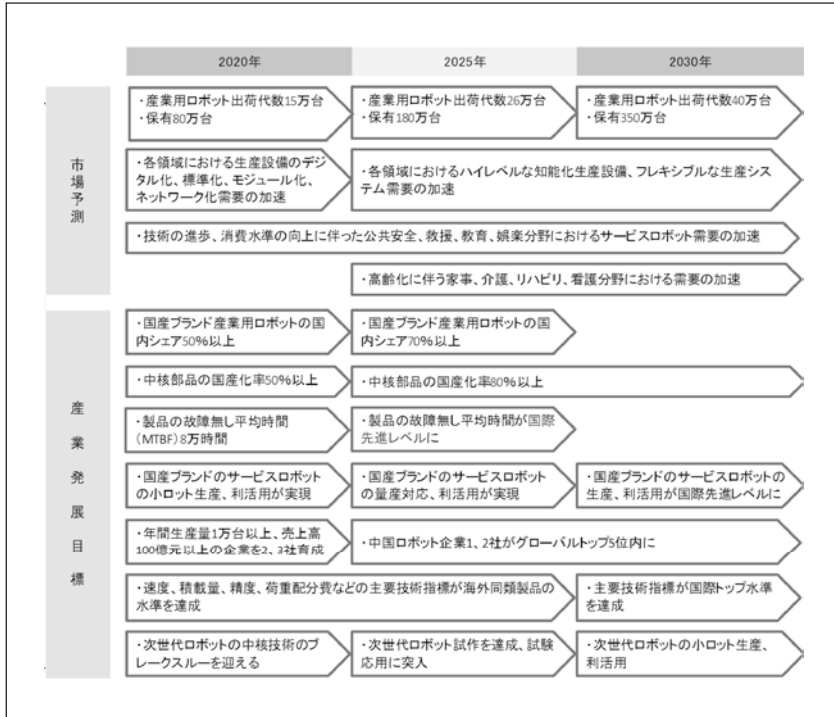 2020年
2025年
2030年
市場予測
・産業用ロボット出荷代数15万台
・保有80万台
・産業用ロボット出荷代数26万台
・保有180万台
・産業用ロボット出荷代数40万台
・保有350万台
・各領域における生産設備のデジ
タル化、標準化、モジュール化、
ネットワーク化需要の加速
・各領域におけるハイレベルな知能化生産設備、フレキシブルな生産シス
テム需要の加速
・技術の進歩、消費水準の向上に伴った公共安全、救援、教育、娯楽分野におけるサービスロボット需要の加速
・高齢化に伴う家事、介護、リハビリ、看護分野における需要の加速
産業発展目標
・国産ブランド産業用ロボットの国
内シェア50%以上
・国産ブランド産業用ロボットの国
内シェア70%以上
・中核部品の国産化率50%以上
・中核部品の国産化率80%以上
・製品の故障無し平均時間
(MTBF)8万時間
・製品の故障無し平均時間が国際
先進レベルに
・国産ブランドのサービスロボット
の小ロット生産、利活用が実現
・国産ブランドのサービスロボット
の量産対応、利活用が実現
・国産ブランドのサービスロボットの
生産、利活用が国際先進レベルに
・年間生産量1万台以上、売上高
100億元以上の企業を2、3社育成
・中国ロボット企業1、2社がグローバルトップ5位内に
・速度、積載量、精度、荷重配分費などの主要技術指標が海外同類製品の
水準を達成
・主要技術指標が国際トップ水準
を達成
・次世代ロボットの中核技術のブ
レークスルーを迎える
・次世代ロボット試作を達成、試験
応用に突入
・次世代ロボットの小ロット生産、
利活用